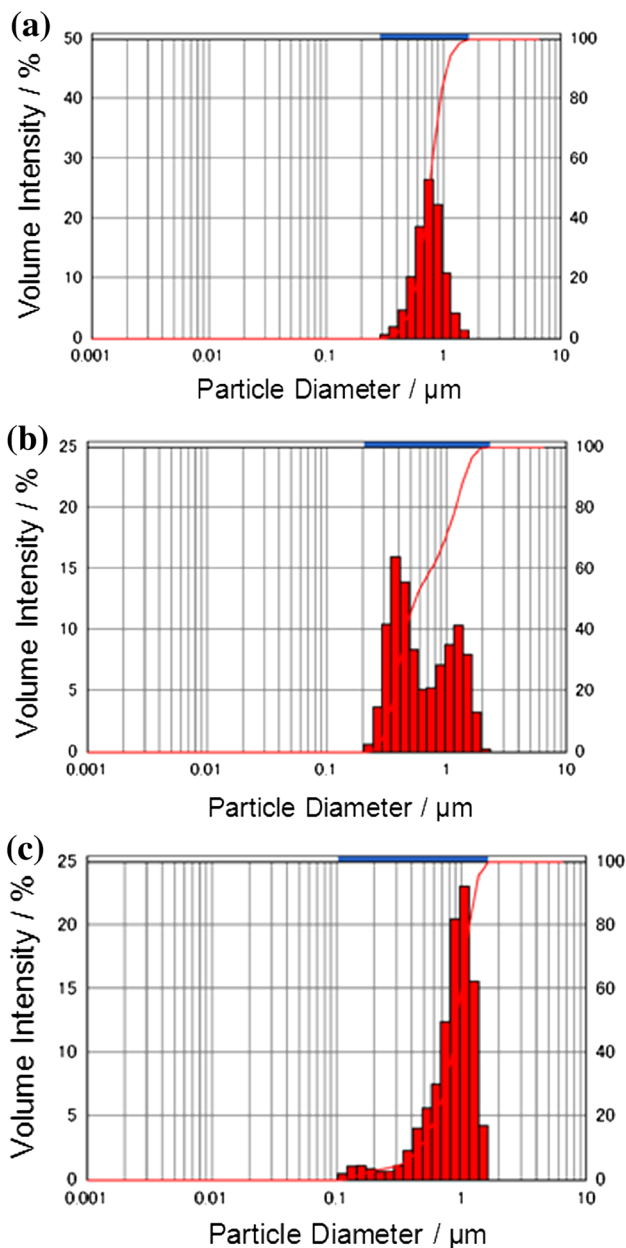 (a)
50 100
40 80
30 60
20 40
10 20
0 0
0.001 0.01 0.1 1 10
Volume Intensity / %
Particle Diameter / µm
(b)
25 100
20 80
15 60
10 40
5 20
0 0
0.001 0.01 0.1 1 10
Volume Intensity / %
Particle Diameter / µm
(c)
25 100
20 80
15 60
10 40
5 20
0 0
0.001 0.01 0.1 1 10
Volume Intensity / %
Particle Diameter / µm